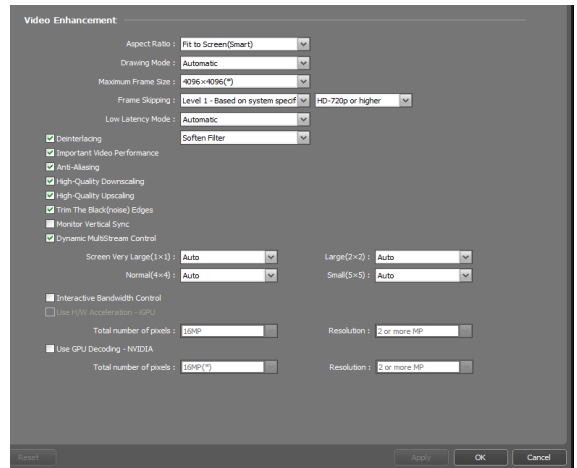 Video Enhancement
Aspect Ratio : Fit to Screen(Smart)
Drawing Mode : Automatic
Maximum Frame Size : 4096×4096(*)
Frame Skipping : Level 1 - Based on system specif HD-720p or higher
Low Latency Mode : Automatic
Deinterlacing Soften Filter
Important Video Performance
Anti-Aliasing
High-Quality Downscaling
High-Quality Upscaling
Trim The Black(noise) Edges
Monitor Vertical Sync
Dynamic MultiStream Control
Screen Very Large(1×1) : Auto Large(2×2) : Auto
Normal(4×4) : Auto Small(5×5) : Auto
Interactive Bandwidth Control
Use H/W Acceleration - iGPU
Total number of pixels : 16MP Resolution : 2 or more MP
Use GPU Decoding - NVIDIA
Total number of pixels : 16MP(*) Resolution : 2 or more MP
Reset Apply OK Cancel